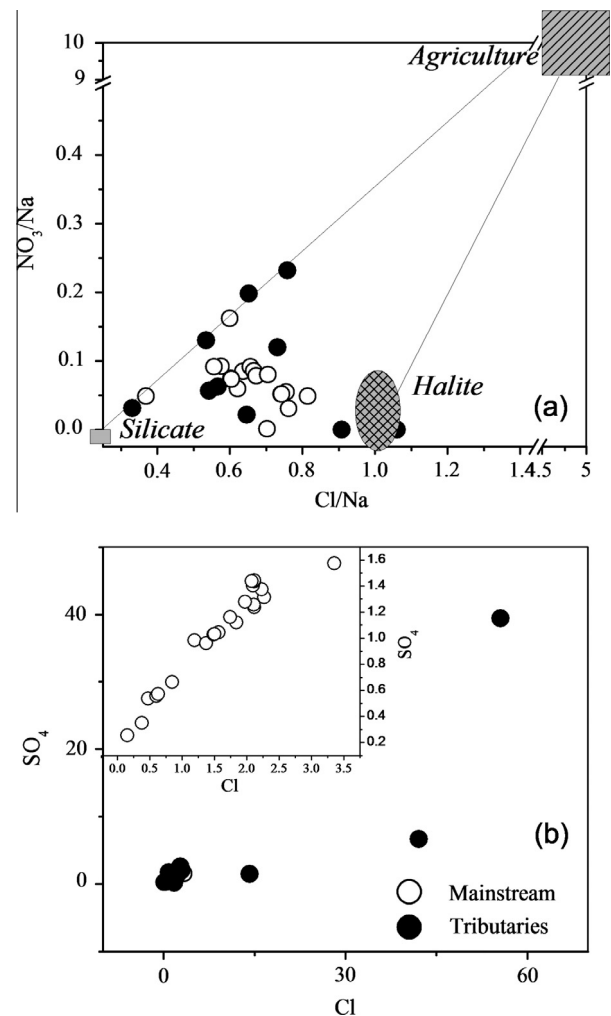 10
9
0.4
0.3
0.2
0.1
0.0
NO3/Na
Agriculture
Silicate
Halite
(a)
0.4 0.6 0.8 1.0 1.2 1.4 4.5 5
Cl/Na
40
20
0
SO4
1.6
1.4
1.2
1.0
0.8
0.6
0.4
0.2
SO4
0.0 0.5 1.0 1.5 2.0 2.5 3.0 3.5
Cl
(b)
Mainstream
Tributaries
0 30 60
Cl